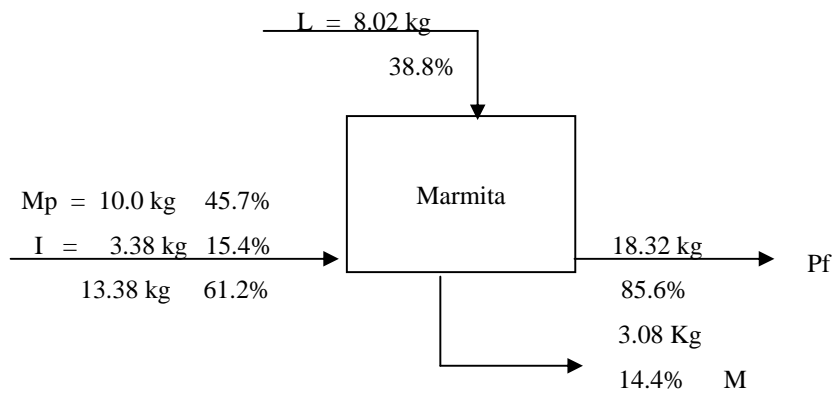 L = 8.02 kg
38.8%
Marmita
Mp = 10.0 kg 45.7%
I = 3.38 kg 15.4%
13.38 kg 61.2%
18.32 kg
Pf
85.6%
3.08 Kg
14.4% M